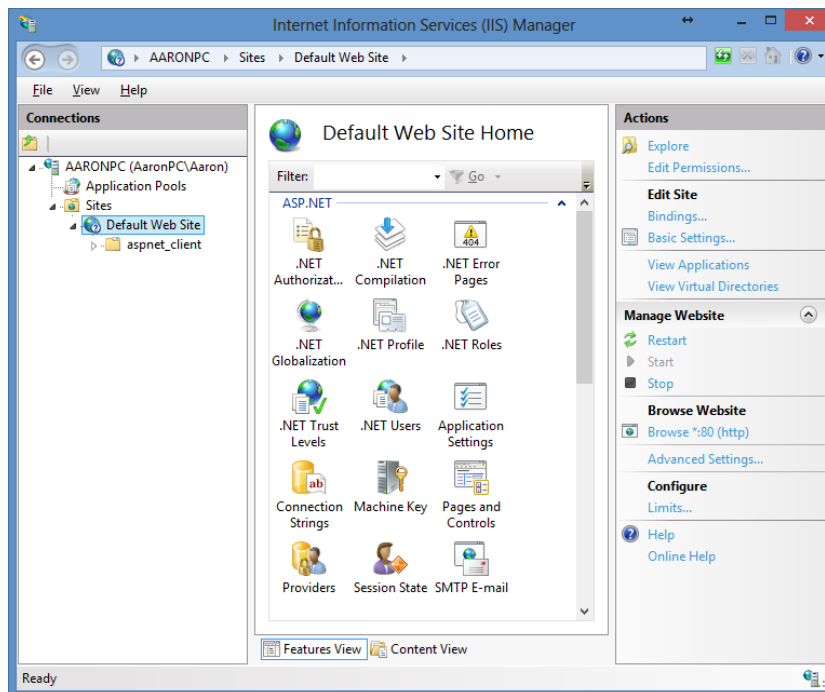 Internet Information Services (IIS) Manager
AARONPC Sites Default Web Site
File View Help
Connections
AARONPC (AaronPC\Aaron)
Application Pools
Sites
Default Web Site
aspnet_client
Default Web Site Home
Filter: Go
ASP.NET
.NET Authorizat...
.NET Compilation
404
.NET Error Pages
.NET Globalization
.NET Profile
.NET Roles
.NET Trust Levels
.NET Users
Application Settings
ab
Connection Strings
Machine Key
Pages and Controls
Providers
Session State
SMTP E-mail
Features View
Content View
Actions
Explore
Edit Permissions...
Edit Site
Bindings...
Basic Settings...
View Applications
View Virtual Directories
Manage Website
Restart
Start
Stop
Browse Website
Browse *:80 (http)
Advanced Settings...
Configure
Limits...
Help
Online Help
Ready